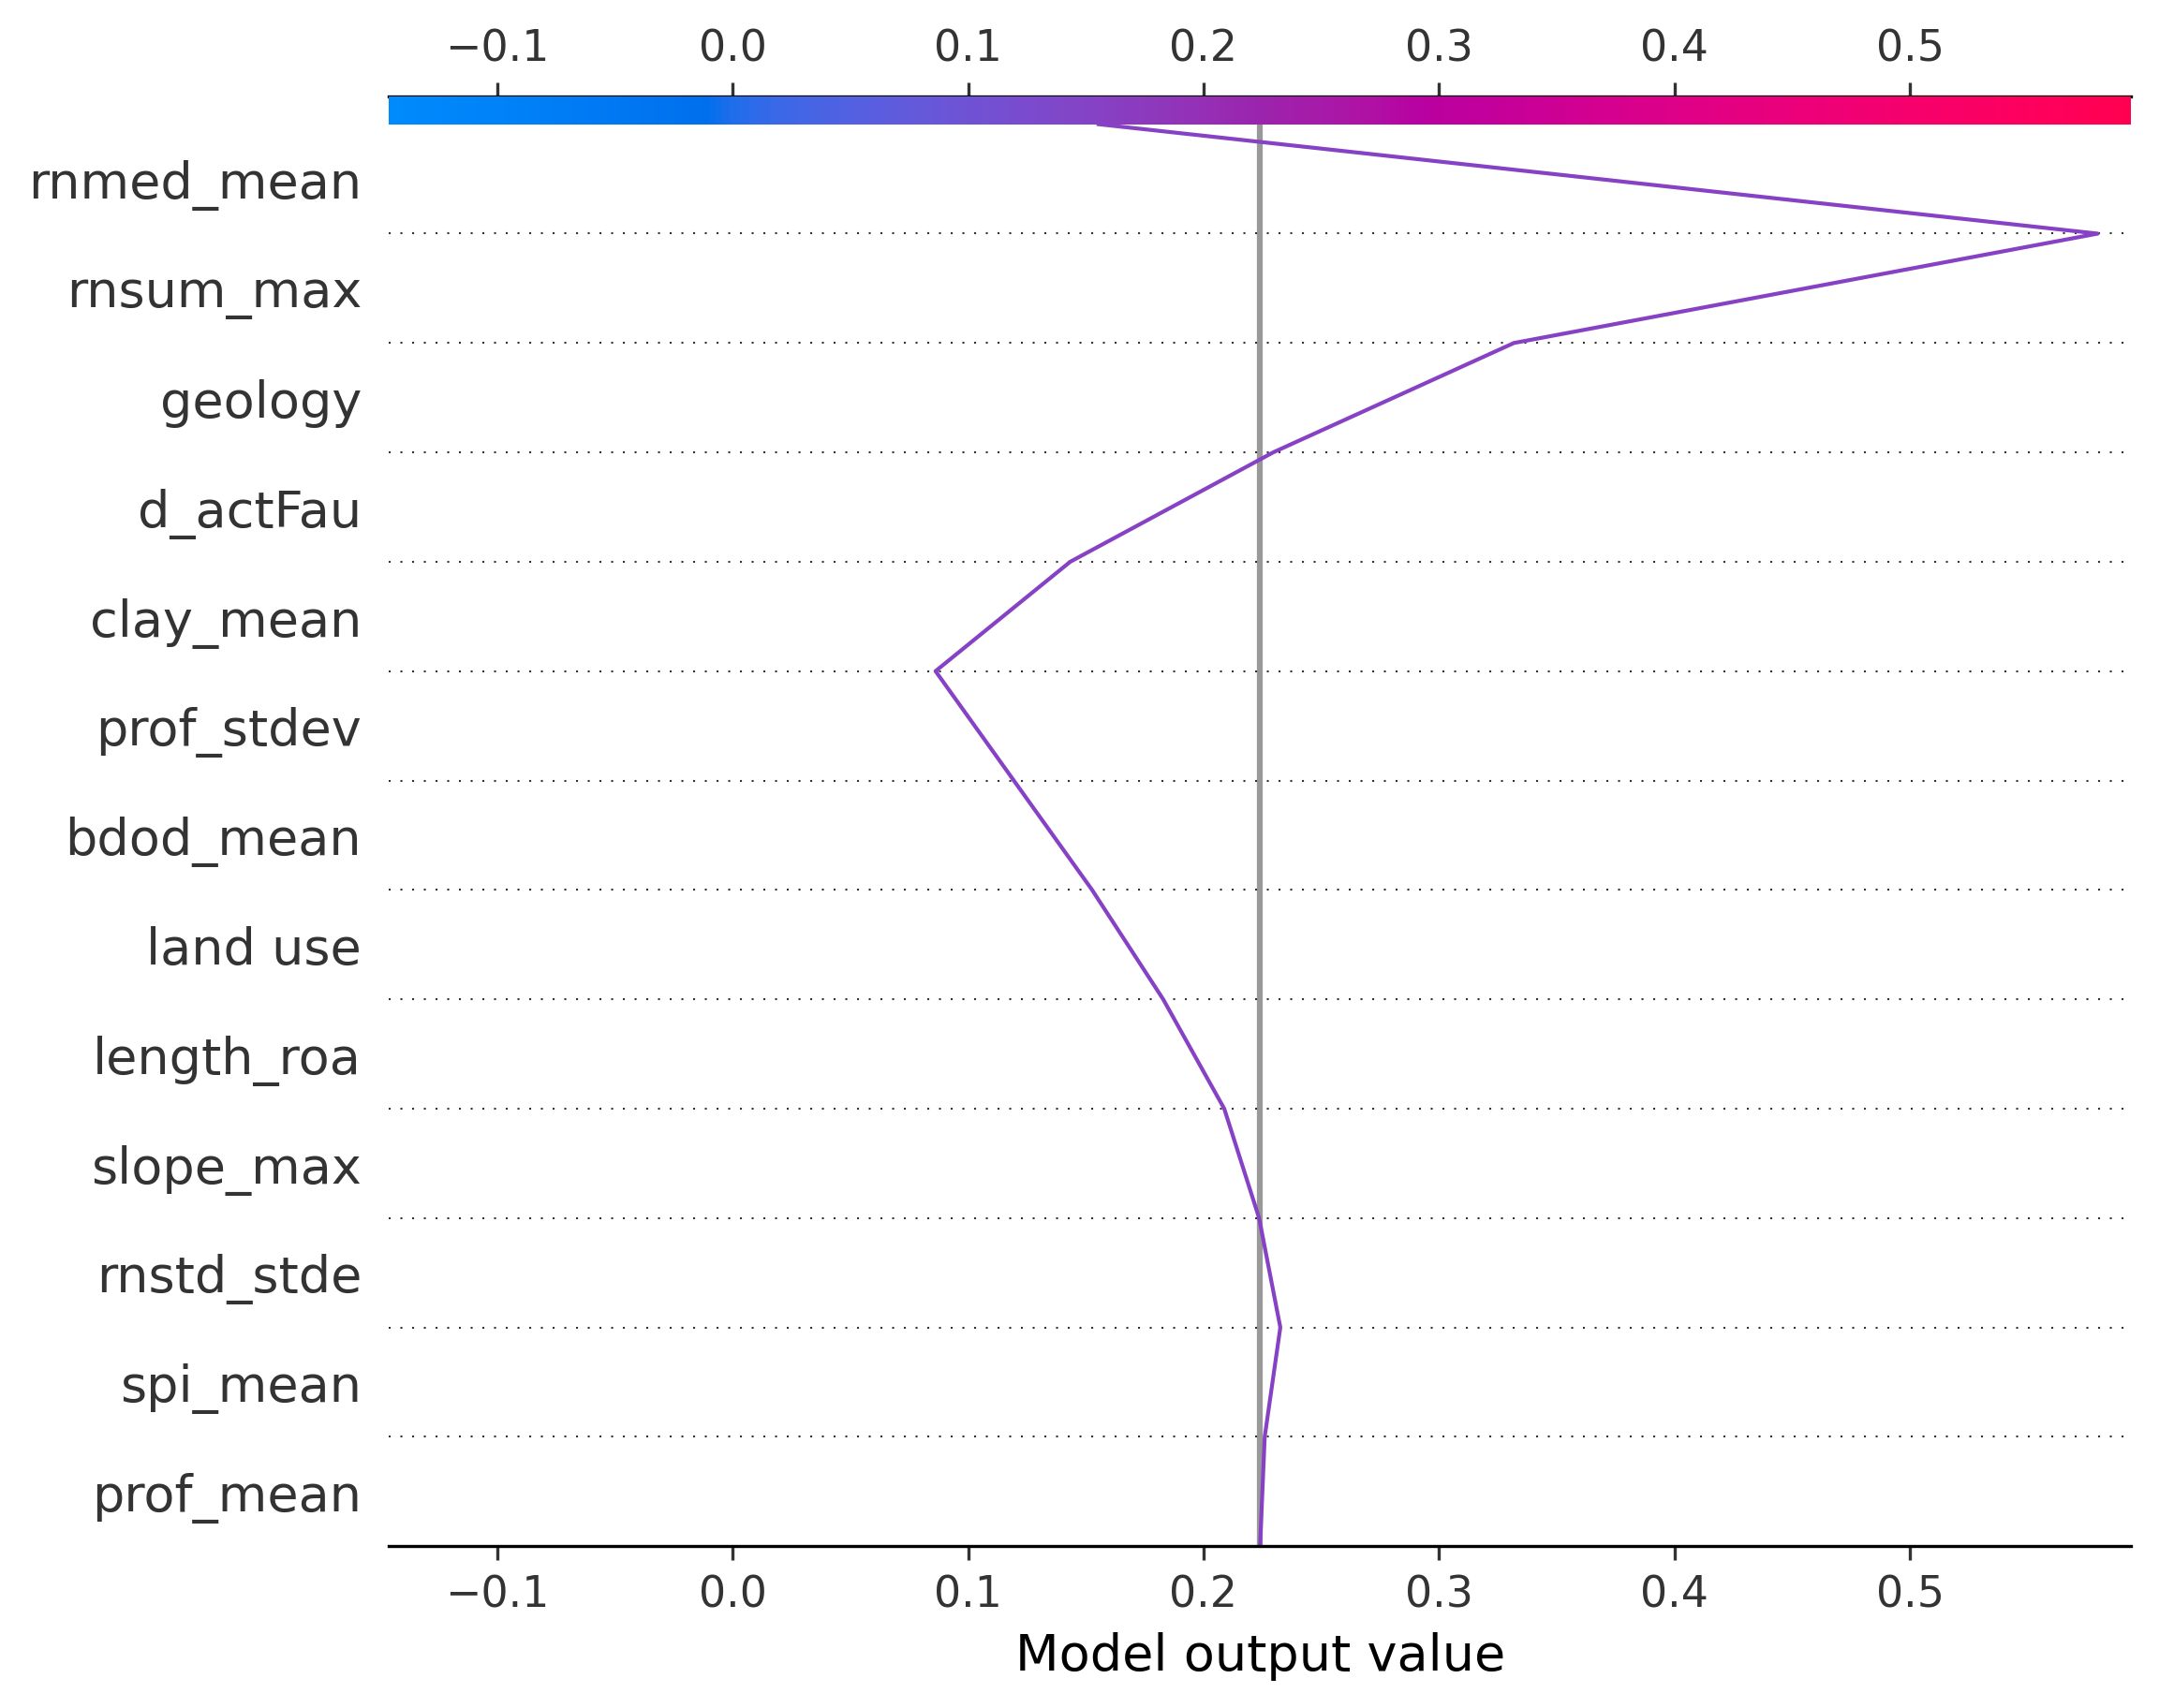 −0.1 0.0 0.1 0.2 0.3 0.4 0.5
rnmed_mean
rnsum_max
geology
d_actFau
clay_mean
prof_stdev
bdod_mean
land use
length_roa
slope_max
rnstd_stde
spi_mean
prof_mean
−0.1 0.0 0.1 0.2 0.3 0.4 0.5
Model output value